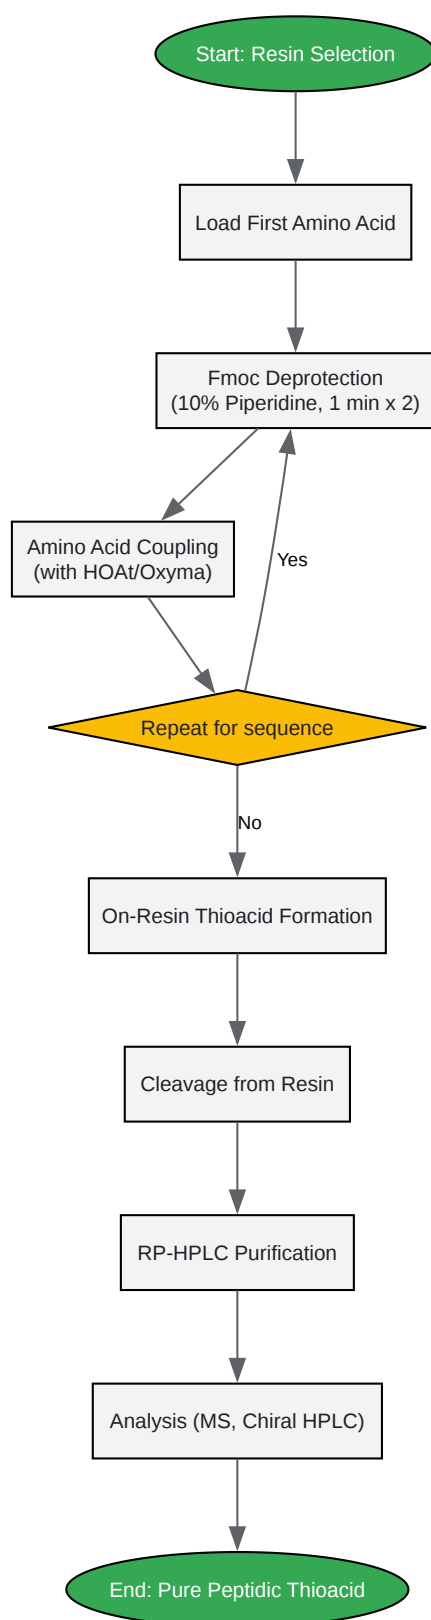 Start: Resin Selection
Load First Amino Acid
Fmoc Deprotection
(10% Piperidine, 1 min x 2)
Amino Acid Coupling
(with HOAt/Oxyma)
Yes
Repeat for sequence
No
On-Resin Thioacid Formation
Cleavage from Resin
RP-HPLC Purification
Analysis (MS, Chiral HPLC)
End: Pure Peptidic Thioacid